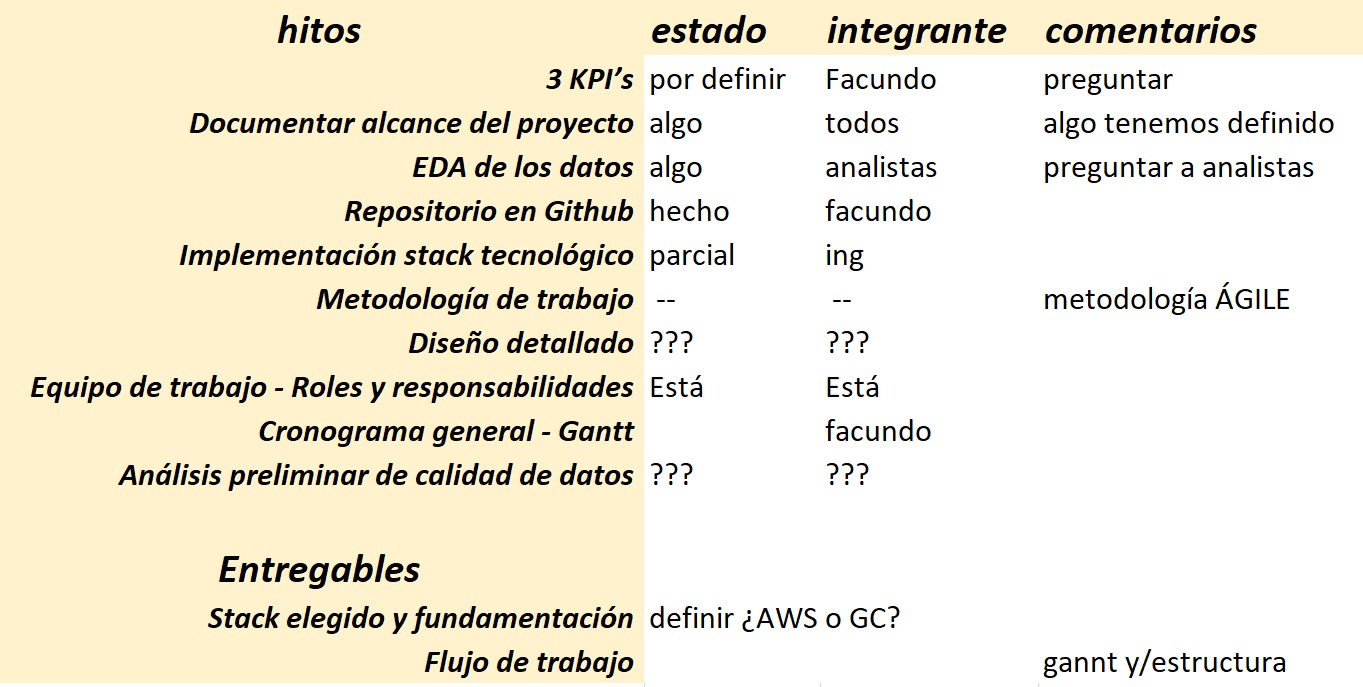 hitos estado integrante comentarios
3 KPI’s por definir Facundo preguntar
Documentar alcance del proyecto algo todos algo tenemos definido
EDA de los datos algo analistas preguntar a analistas
Repositorio en Github hecho facundo
Implementación stack tecnológico parcial ing
Metodología de trabajo -- -- metodología ÁGILE
Diseño detallado ??? ???
Equipo de trabajo - Roles y responsabilidades Está Está
Cronograma general - Gantt facundo
Análisis preliminar de calidad de datos ??? ???
Entregables
Stack elegido y fundamentación definir ¿AWS o GC?
Flujo de trabajo gannt y/estructura